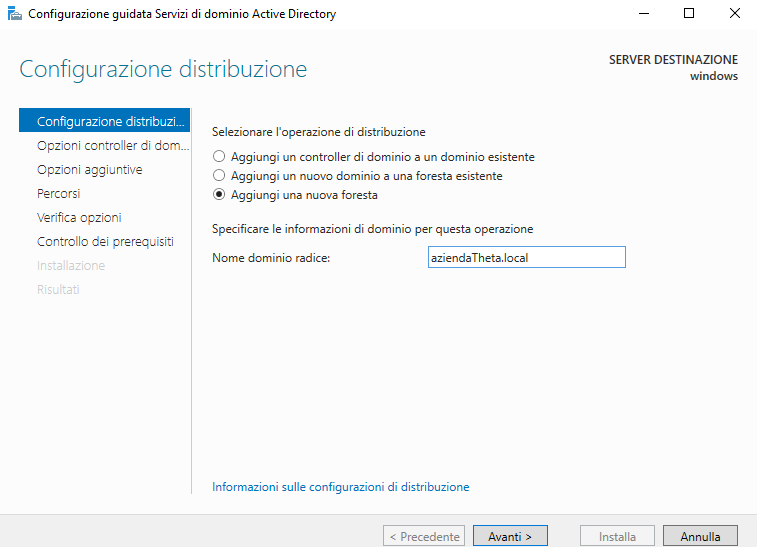 Configurazione guidata Servizi di dominio Active Directory
Configurazione distribuzione
SERVER DESTINAZIONE
windows
Configurazione distribuzi...
Opzioni controller di dom...
Opzioni aggiuntive
Percorsi
Verifica opzioni
Controllo dei prerequisiti
Installazione
Risultati
Selezionare l'operazione di distribuzione
Aggiungi un controller di dominio a un dominio esistente
Aggiungi un nuovo dominio a una foresta esistente
Aggiungi una nuova foresta
Specificare le informazioni di dominio per questa operazione
Nome dominio radice: aziendaTheta.local
Informazioni sulle configurazioni di distribuzione
< Precedente Avanti > Installa Annulla